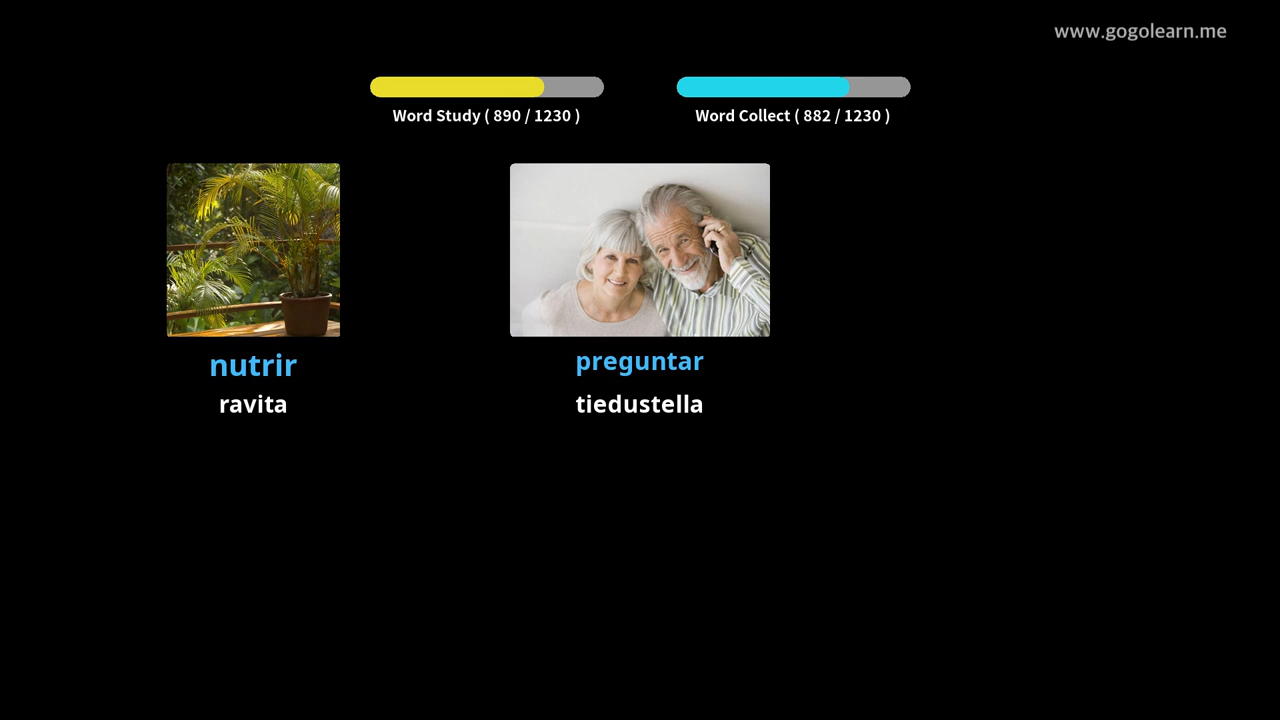 www.gogolearn.me
Word Study ( 890 / 1230 )
Word Collect ( 882 / 1230 )
nutrir
ravita
preguntar
tiedustella